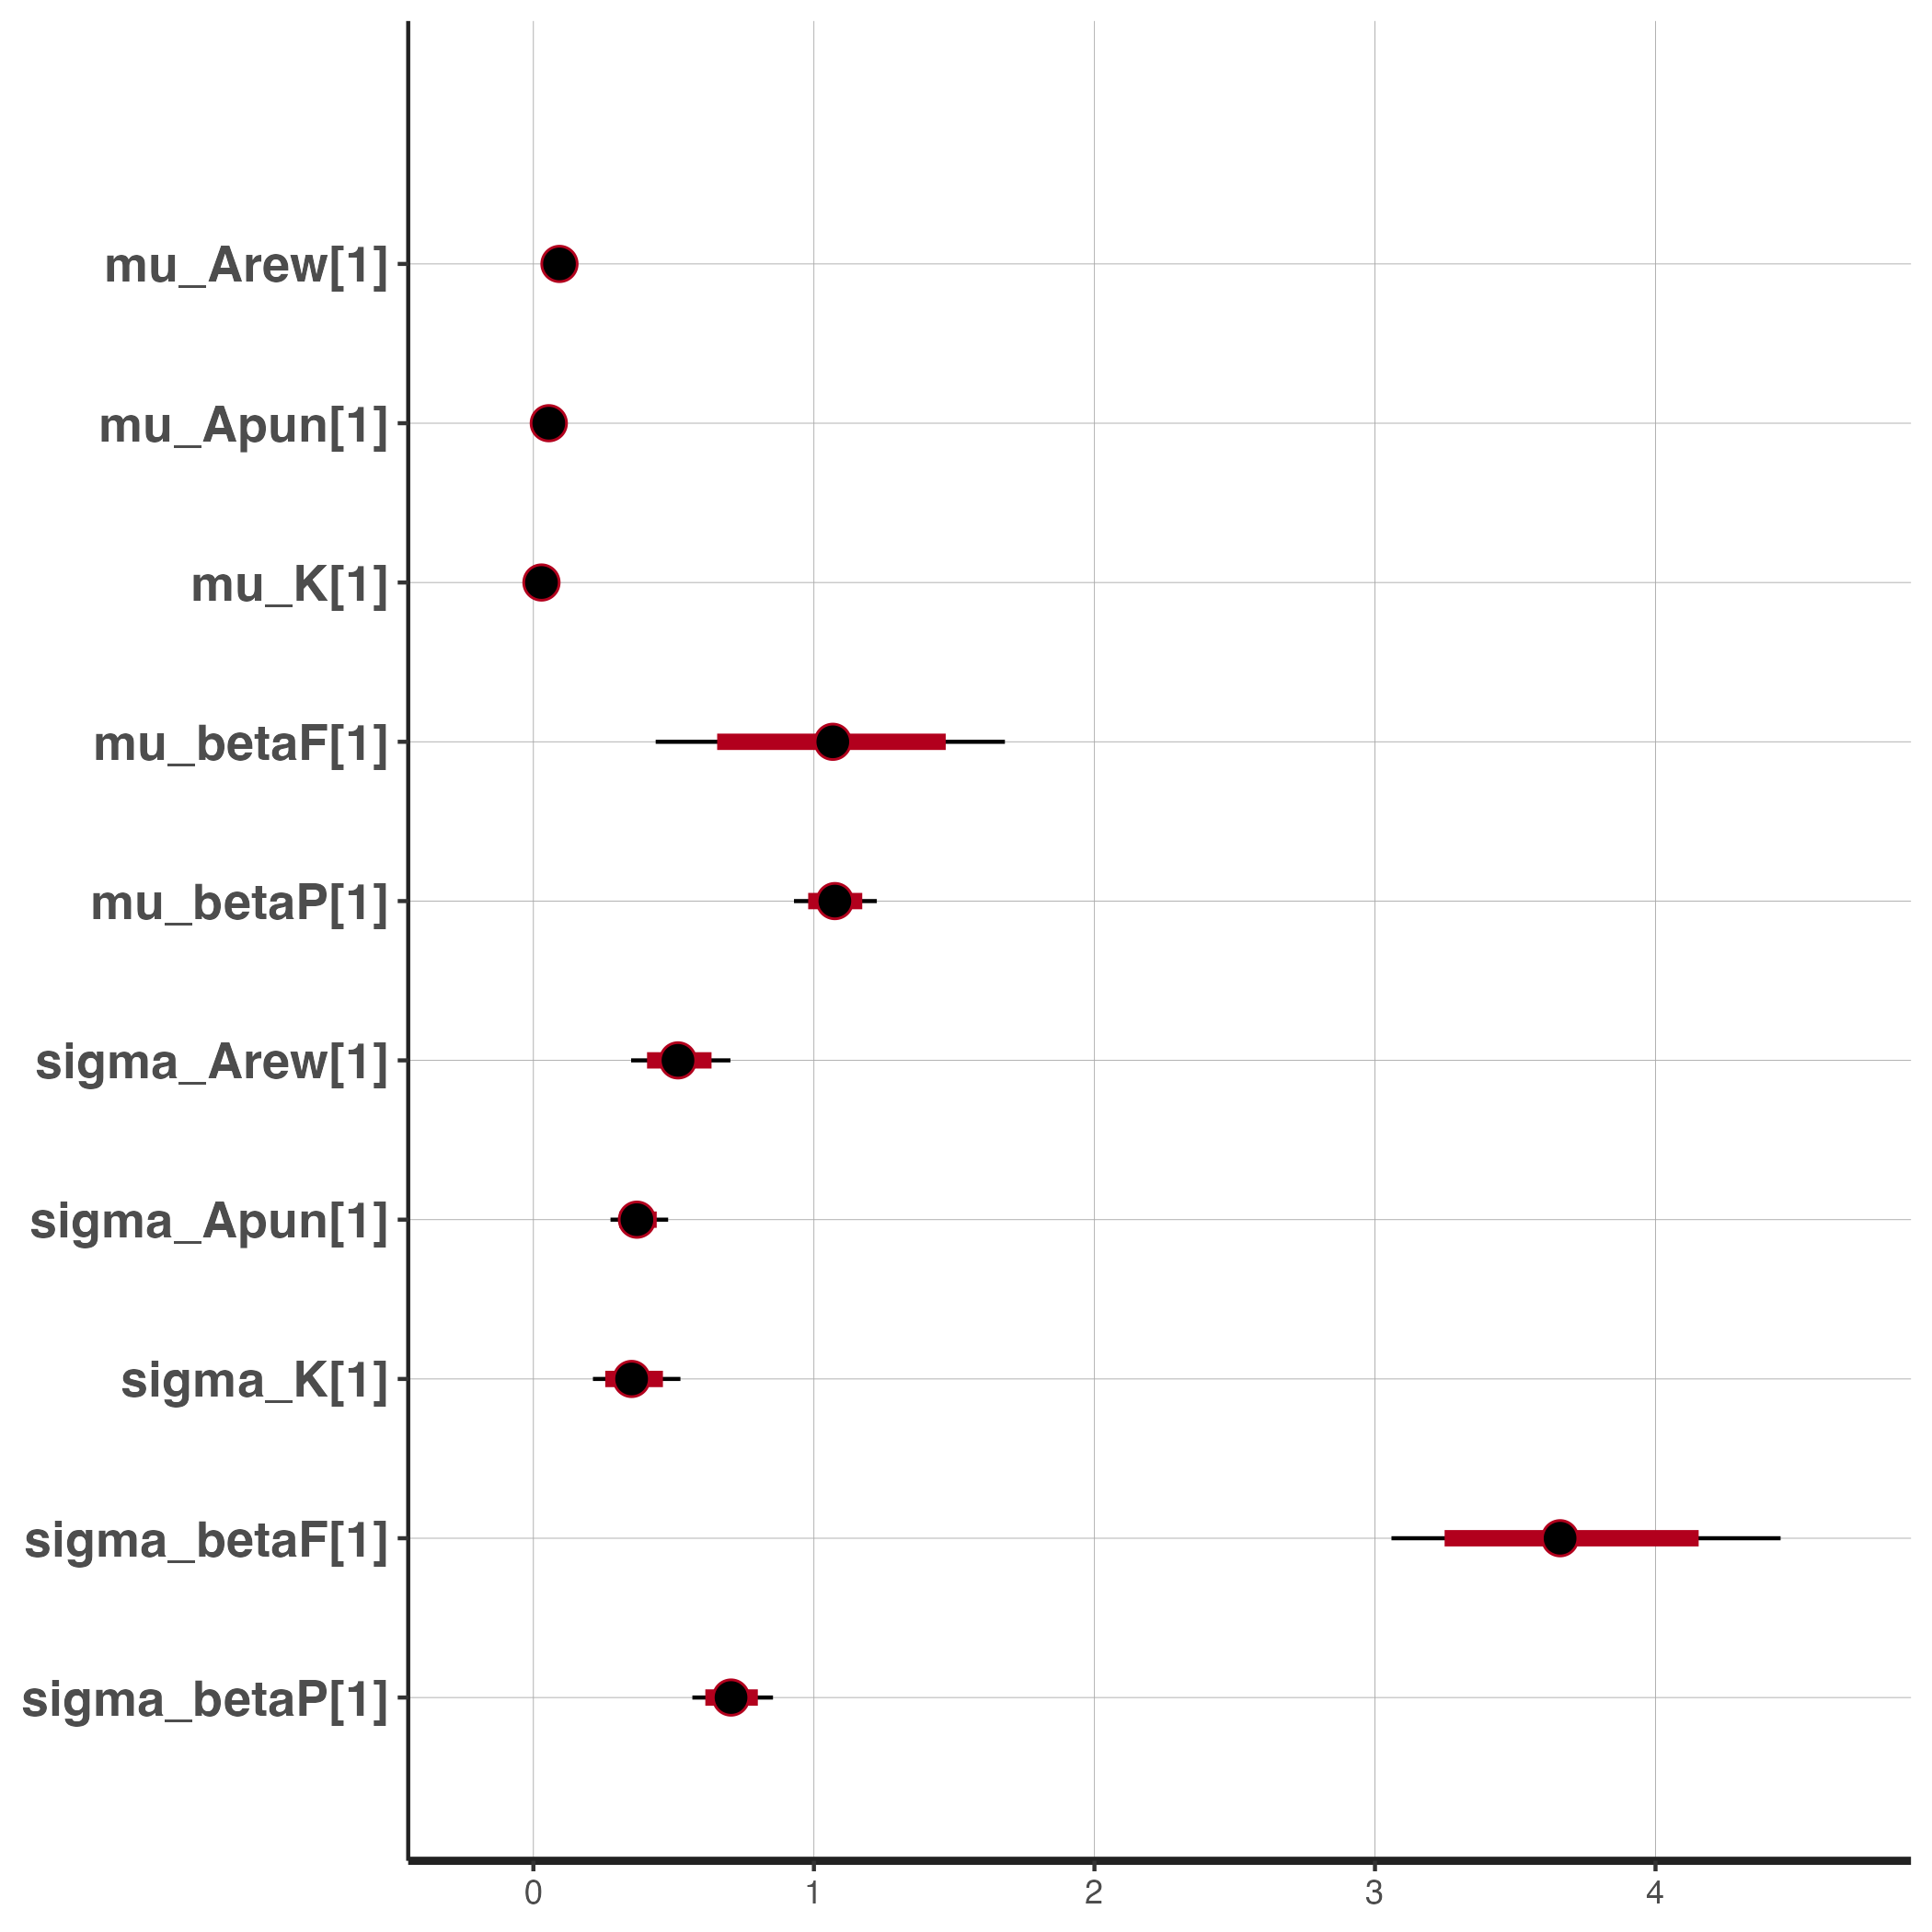 mu_Arew[1]
mu_Apun[1]
mu_K[1]
mu_betaF[1]
mu_betaP[1]
sigma_Arew[1]
sigma_Apun[1]
sigma_K[1]
sigma_betaF[1]
sigma_betaP[1]
0 1 2 3 4